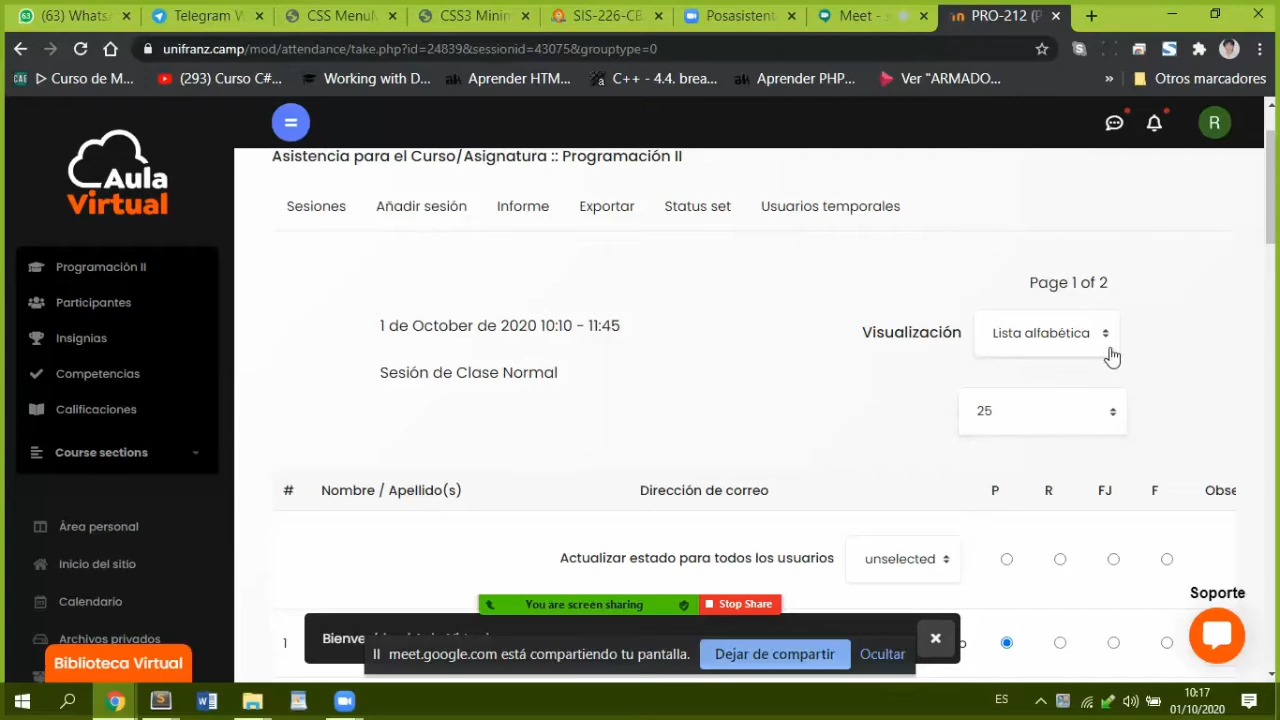 (63) Whats
Telegram W
CSS Menu
CSS3 Minim
SIS-226-CB
Posasistent
Meet - s
PRO-212 (P
unifranz.camp/mod/attendance/take.php?id=24839&sessionid=43075&grouptype=0
▷ Curso de M...
(293) Curso C#...
Working with D...
Aprender HTM...
C++ - 4.4. brea...
Aprender PHP...
Ver "ARMADO...
»
Otros marcadores
Aula
Virtual
R
Asistencia para el Curso/Asignatura :: Programación II
Sesiones
Añadir sesión
Informe
Exportar
Status set
Usuarios temporales
Programación II
Participantes
Insignias
Competencias
Calificaciones
Course sections
Área personal
Inicio del sitio
Calendario
Archivos privados
Biblioteca Virtual
Page 1 of 2
1 de October de 2020 10:10 - 11:45
Visualización
Lista alfabética
Sesión de Clase Normal
25
# Nombre / Apellido(s) Dirección de correo P R FJ F Obse
Actualizar estado para todos los usuarios
unselected
You are screen sharing
Stop Share
Soporte
1
Bienve
meet.google.com está compartiendo tu pantalla.
Dejar de compartir
Ocultar
ES
10:17
01/10/2020